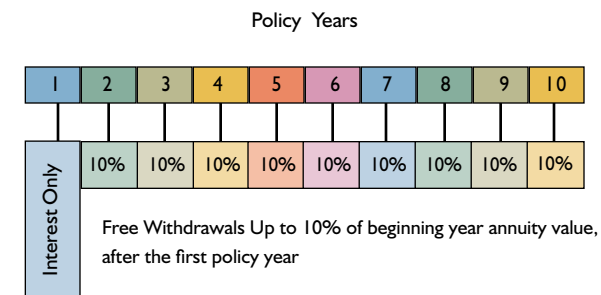 Policy Years
1 2 3 4 5 6 7 8 9 10
Interest Only
10% 10% 10% 10% 10% 10% 10% 10% 10%
Free Withdrawals Up to 10% of beginning year annuity value,
after the first policy year